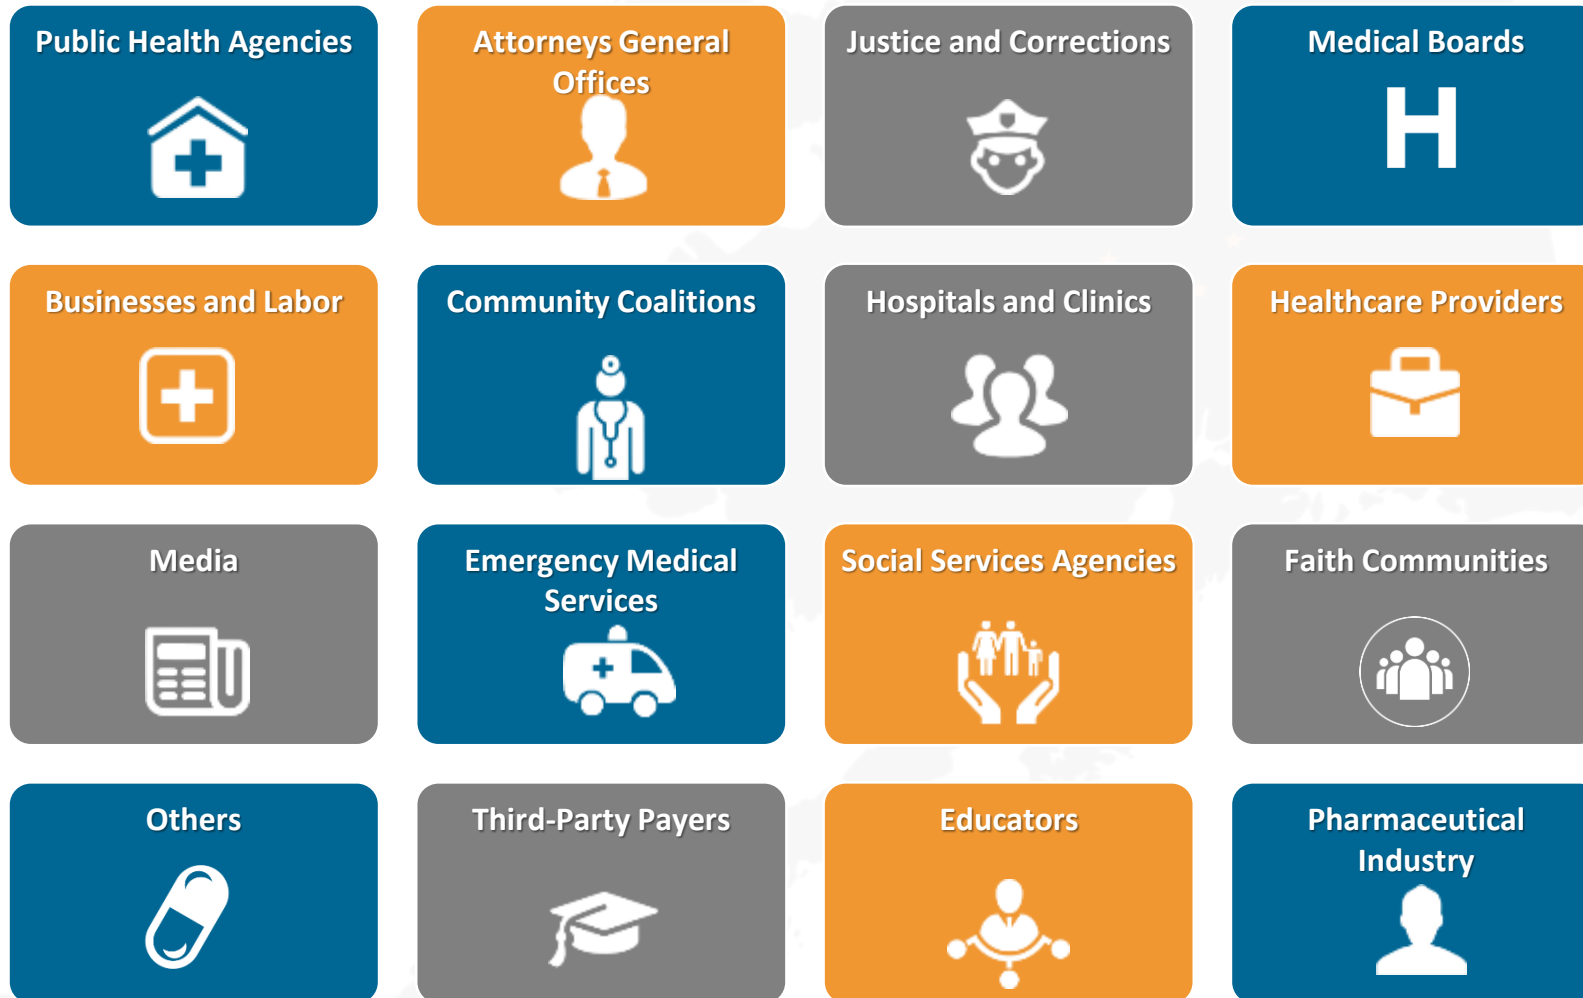 Public Health Agencies
Attorneys General
Offices
Justice and Corrections
Medical Boards
H
Businesses and Labor
Community Coalitions
Hospitals and Clinics
Healthcare Providers
Media
Emergency Medical
Services
Social Services Agencies
Faith Communities
Others
Third-Party Payers
Educators
Pharmaceutical
Industry